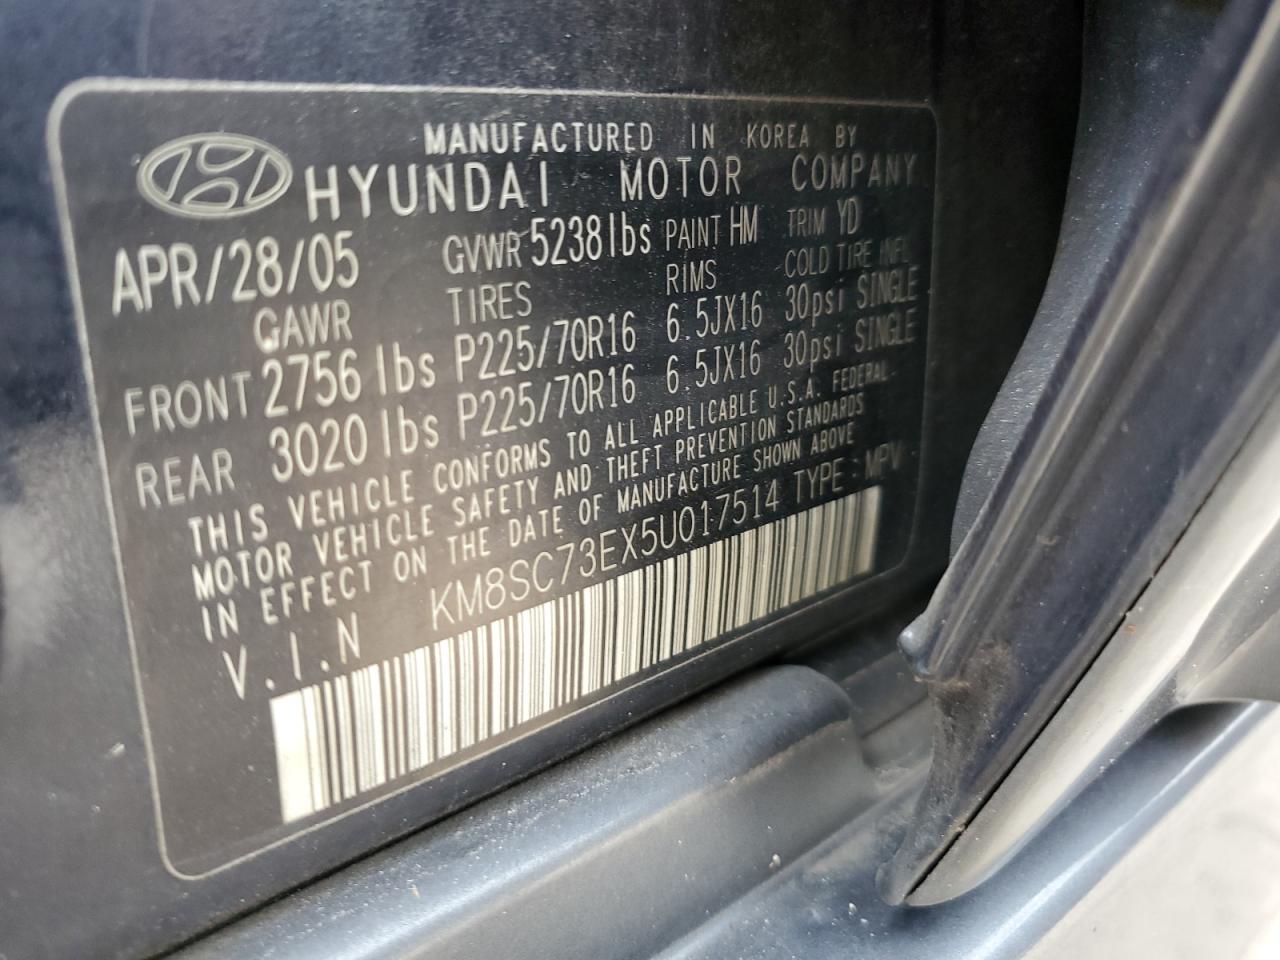 MANUFACTURED IN KOREA BY
HYUNDAI MOTOR COMPANY
APR/28/05 GVWR 5238 lbs PAINT HM TRIM YD
GAWR TIRES RIMS COLD TIRE INFL
FRONT 2756 lbs P225/70R16 6.5JX16 30psi SINGLE
REAR 3020 lbs P225/70R16 6.5JX16 30psi SINGLE
THIS VEHICLE CONFORMS TO ALL APPLICABLE U.S.A. FEDERAL
MOTOR VEHICLE SAFETY AND THEFT PREVENTION STANDARDS
IN EFFECT ON THE DATE OF MANUFACTURE SHOWN ABOVE
V.I.N KM8SC73EX5U017514 TYPE : MPV